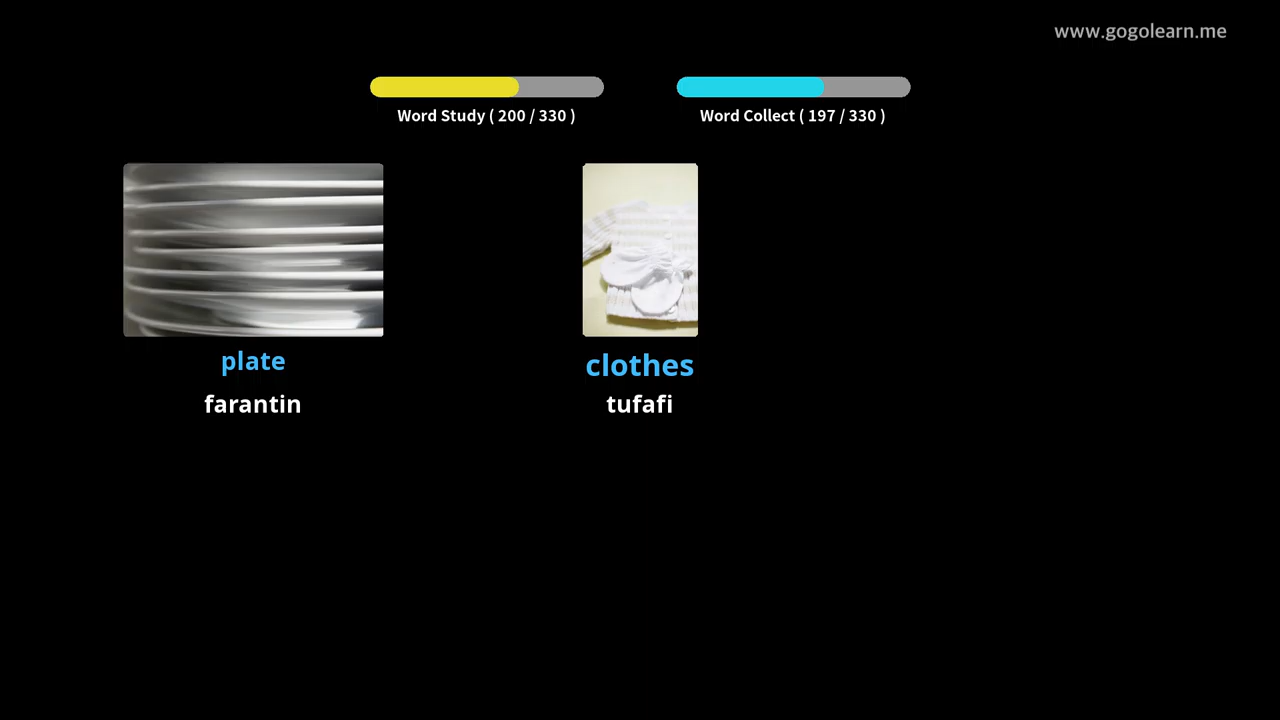 www.gogolearn.me
Word Study ( 200 / 330 )
Word Collect ( 197 / 330 )
plate
farantin
clothes
tufafi